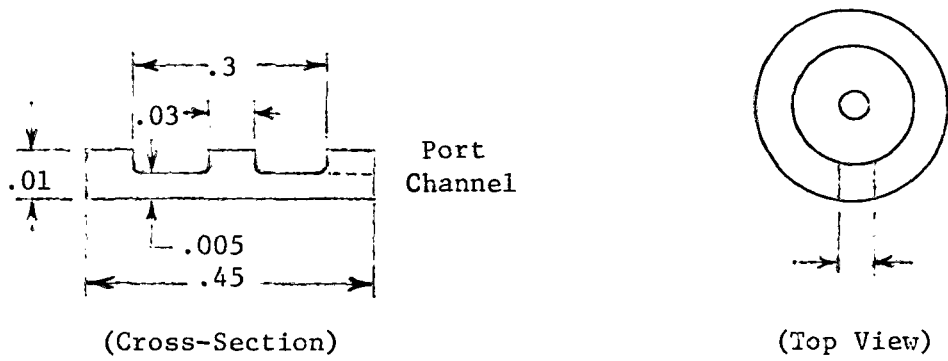 .3
.03
.01
Port
Channel
.005
.45
(Cross-Section)
(Top View)